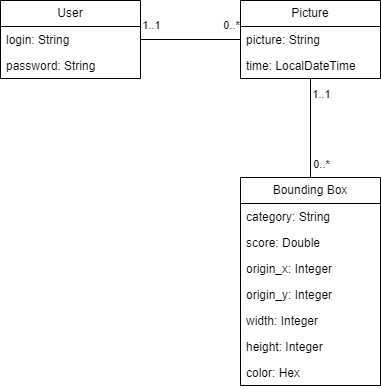 User
login: String
password: String
1..1
0..*
Picture
picture: String
time: LocalDateTime
1..1
0..*
Bounding Box
category: String
score: Double
origin_x: Integer
origin_y: Integer
width: Integer
height: Integer
color: Hex